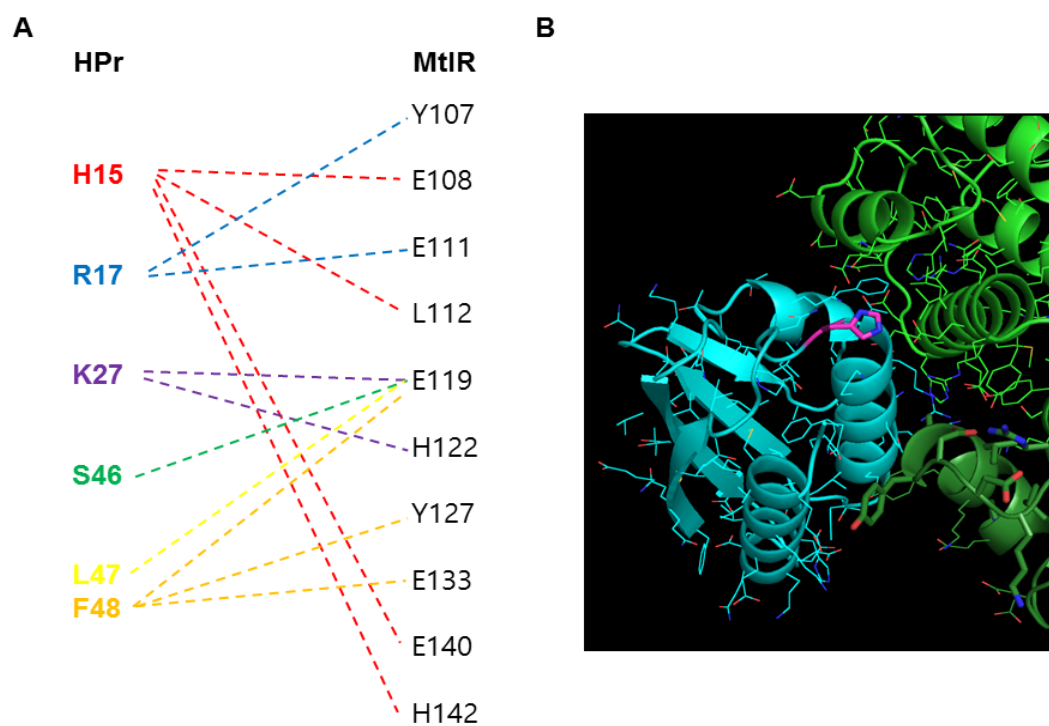 A
B
HPr
MtlR
Y107
H15
E108
E111
R17
L112
K27
E119
H122
S46
Y127
L47
E133
F48
E140
H142